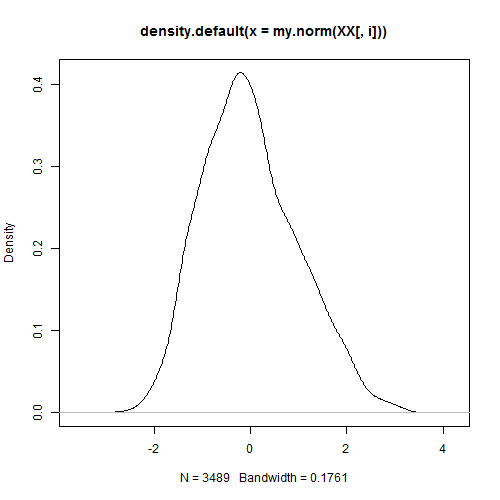 density.default(x = my.norm(XX[, i]))
Density
0.4
0.3
0.2
0.1
0.0
-2 0 2 4
N = 3489 Bandwidth = 0.1761